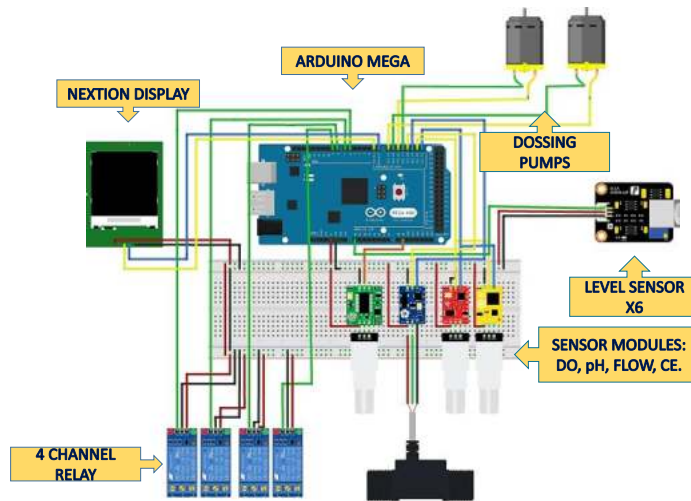 ARDUINO MEGA
NEXTION DISPLAY
DOSSING
PUMPS
LEVEL SENSOR
X6
SENSOR MODULES:
DO, pH, FLOW, CE.
4 CHANNEL
RELAY